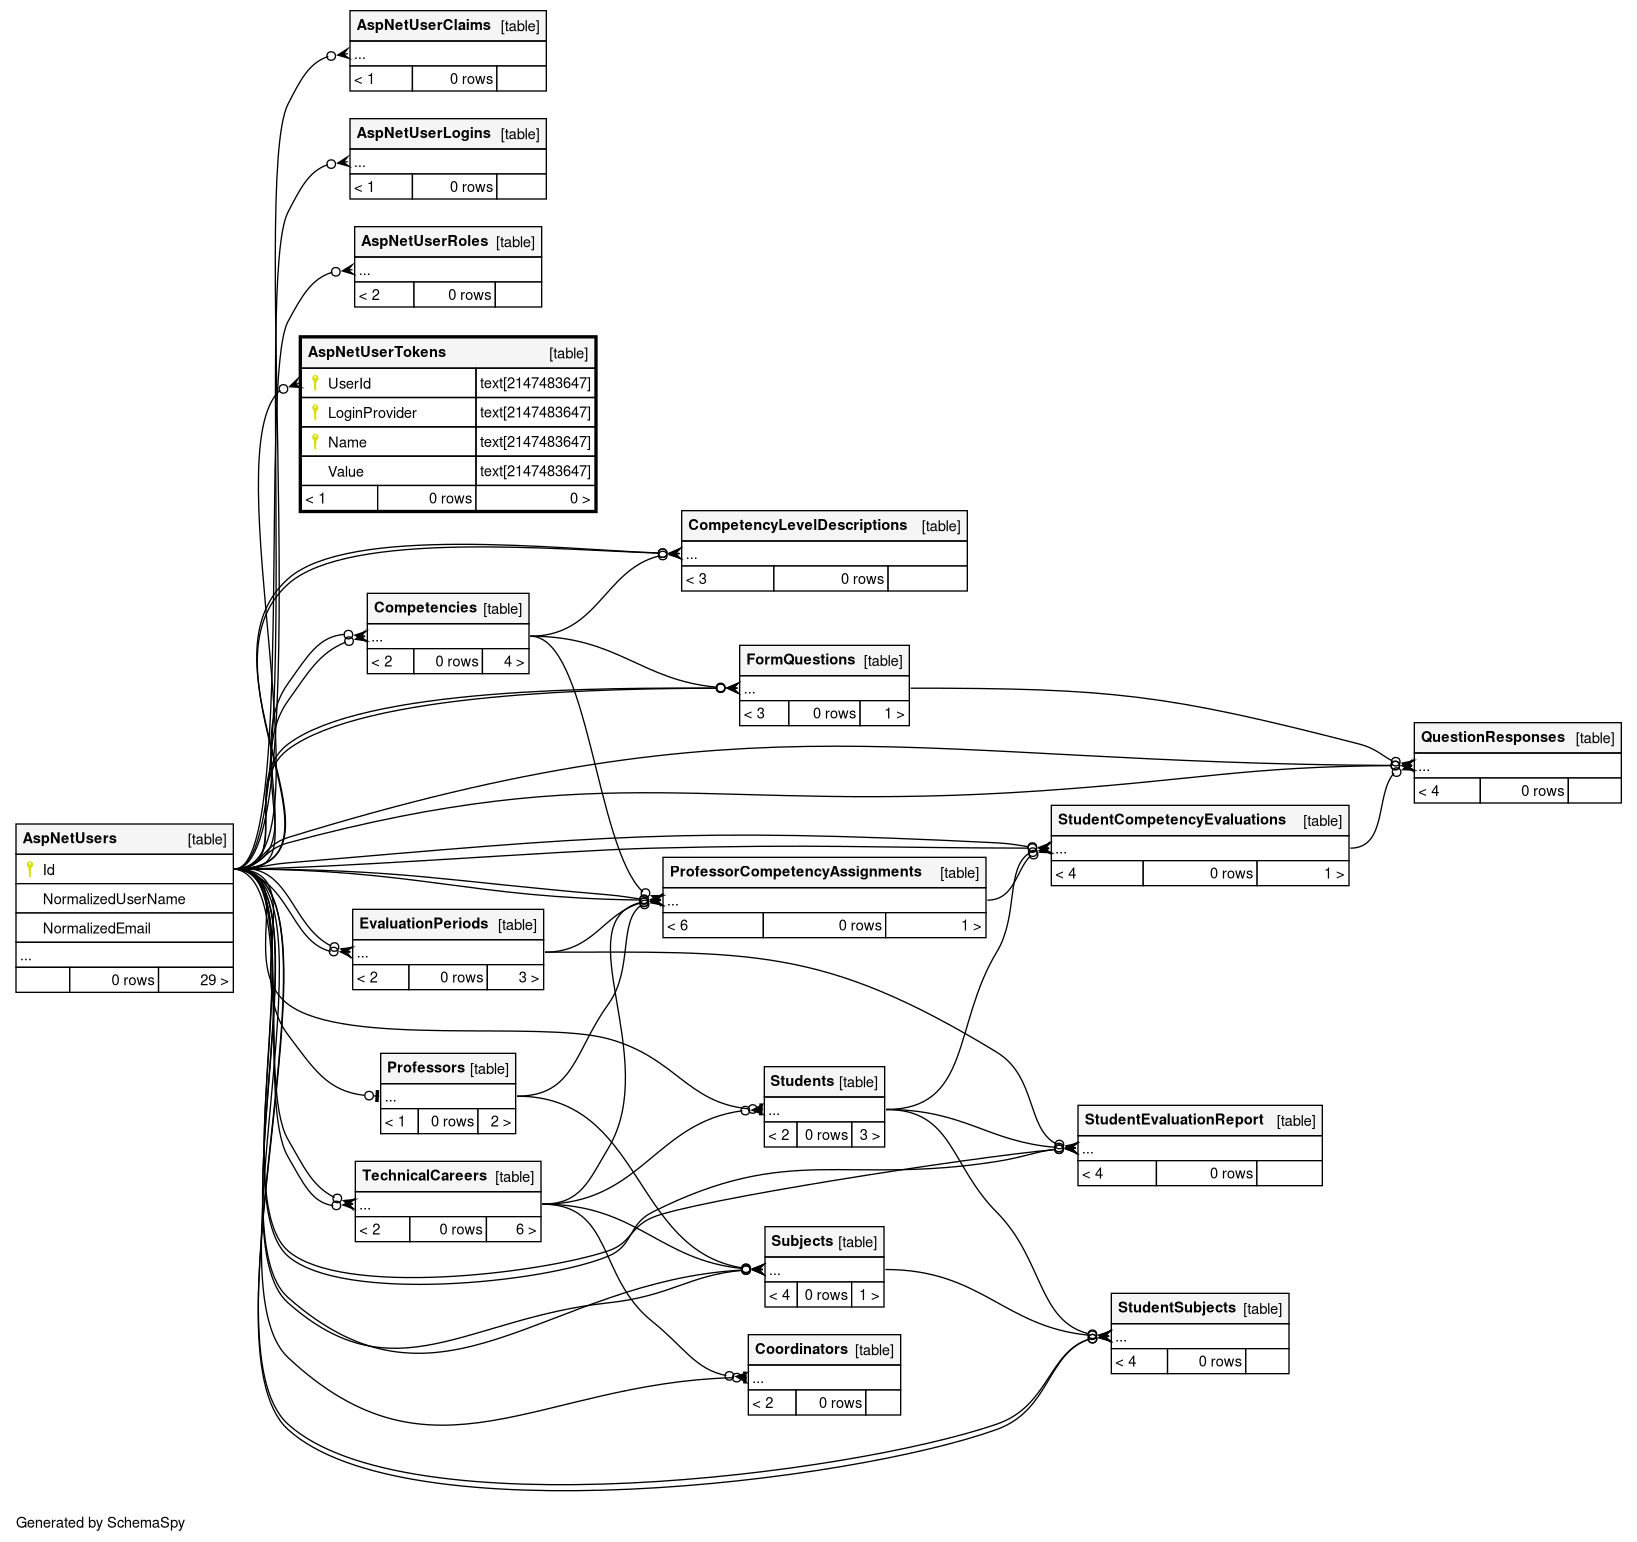 AspNetUserClaims [table]
...
< 1 0 rows
AspNetUserLogins [table]
...
< 1 0 rows
AspNetUserRoles [table]
...
< 2 0 rows
AspNetUserTokens [table]
UserId text[2147483647]
LoginProvider text[2147483647]
Name text[2147483647]
Value text[2147483647]
< 1 0 rows 0 >
CompetencyLevelDescriptions [table]
...
< 3 0 rows
Competencies [table]
...
< 2 0 rows 4 >
FormQuestions [table]
...
< 3 0 rows 1 >
QuestionResponses [table]
...
< 4 0 rows
StudentCompetencyEvaluations [table]
...
< 4 0 rows 1 >
AspNetUsers [table]
Id
NormalizedUserName
NormalizedEmail
...
0 rows 29 >
ProfessorCompetencyAssignments [table]
...
< 6 0 rows 1 >
EvaluationPeriods [table]
...
< 2 0 rows 3 >
Professors [table]
...
< 1 0 rows 2 >
Students [table]
...
< 2 0 rows 3 >
StudentEvaluationReport [table]
...
< 4 0 rows
TechnicalCareers [table]
...
< 2 0 rows 6 >
Subjects [table]
...
< 4 0 rows 1 >
StudentSubjects [table]
...
< 4 0 rows
Coordinators [table]
...
< 2 0 rows
Generated by SchemaSpy